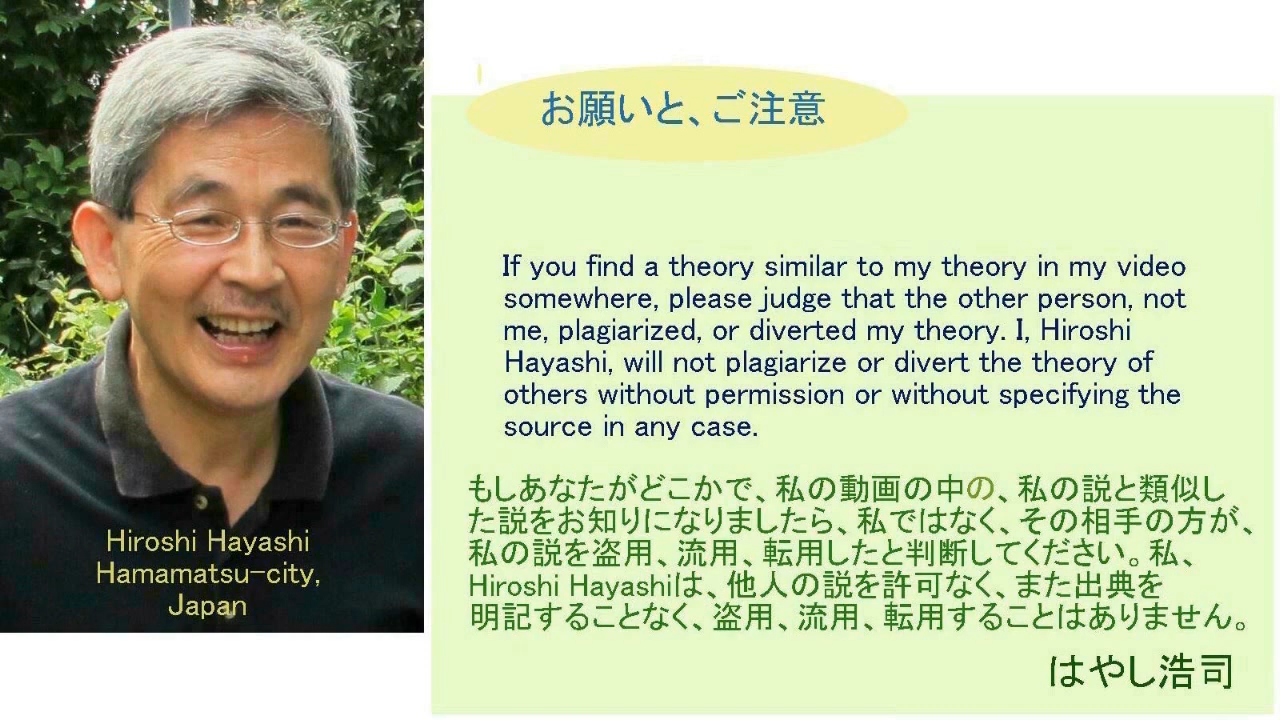 お願いと、ご注意
If you find a theory similar to my theory in my video
somewhere, please judge that the other person, not
me, plagiarized, or diverted my theory. I, Hiroshi
Hayashi, will not plagiarize or divert the theory of
others without permission or without specifying the
source in any case.
もしあなたがどこかで、私の動画の中の、私の説と類似し
た説をお知りになりましたら、私ではなく、その相手の方が、
私の説を盗用、流用、転用したと判断してください。私、
Hiroshi Hayashiは、他人の説を許可なく、また出典を
明記することなく、盗用、流用、転用することはありません。
はやし浩司
Hiroshi Hayashi
Hamamatsu-city,
Japan